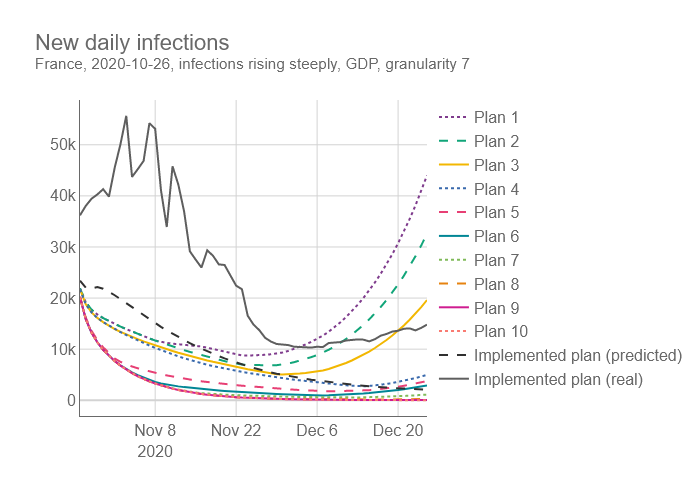 New daily infections
France, 2020-10-26, infections rising steeply, GDP, granularity 7
50k
40k
30k
20k
10k
0
Nov 8
2020
Nov 22
Dec 6
Dec 20
Plan 1
Plan 2
Plan 3
Plan 4
Plan 5
Plan 6
Plan 7
Plan 8
Plan 9
Plan 10
Implemented plan (predicted)
Implemented plan (real)